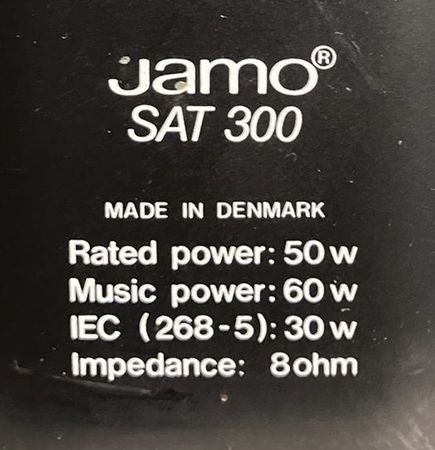 Jamo®
SAT 300
MADE IN DENMARK
Rated power: 50 w
Music power: 60 w
IEC (268-5): 30 w
Impedance: 8 ohm